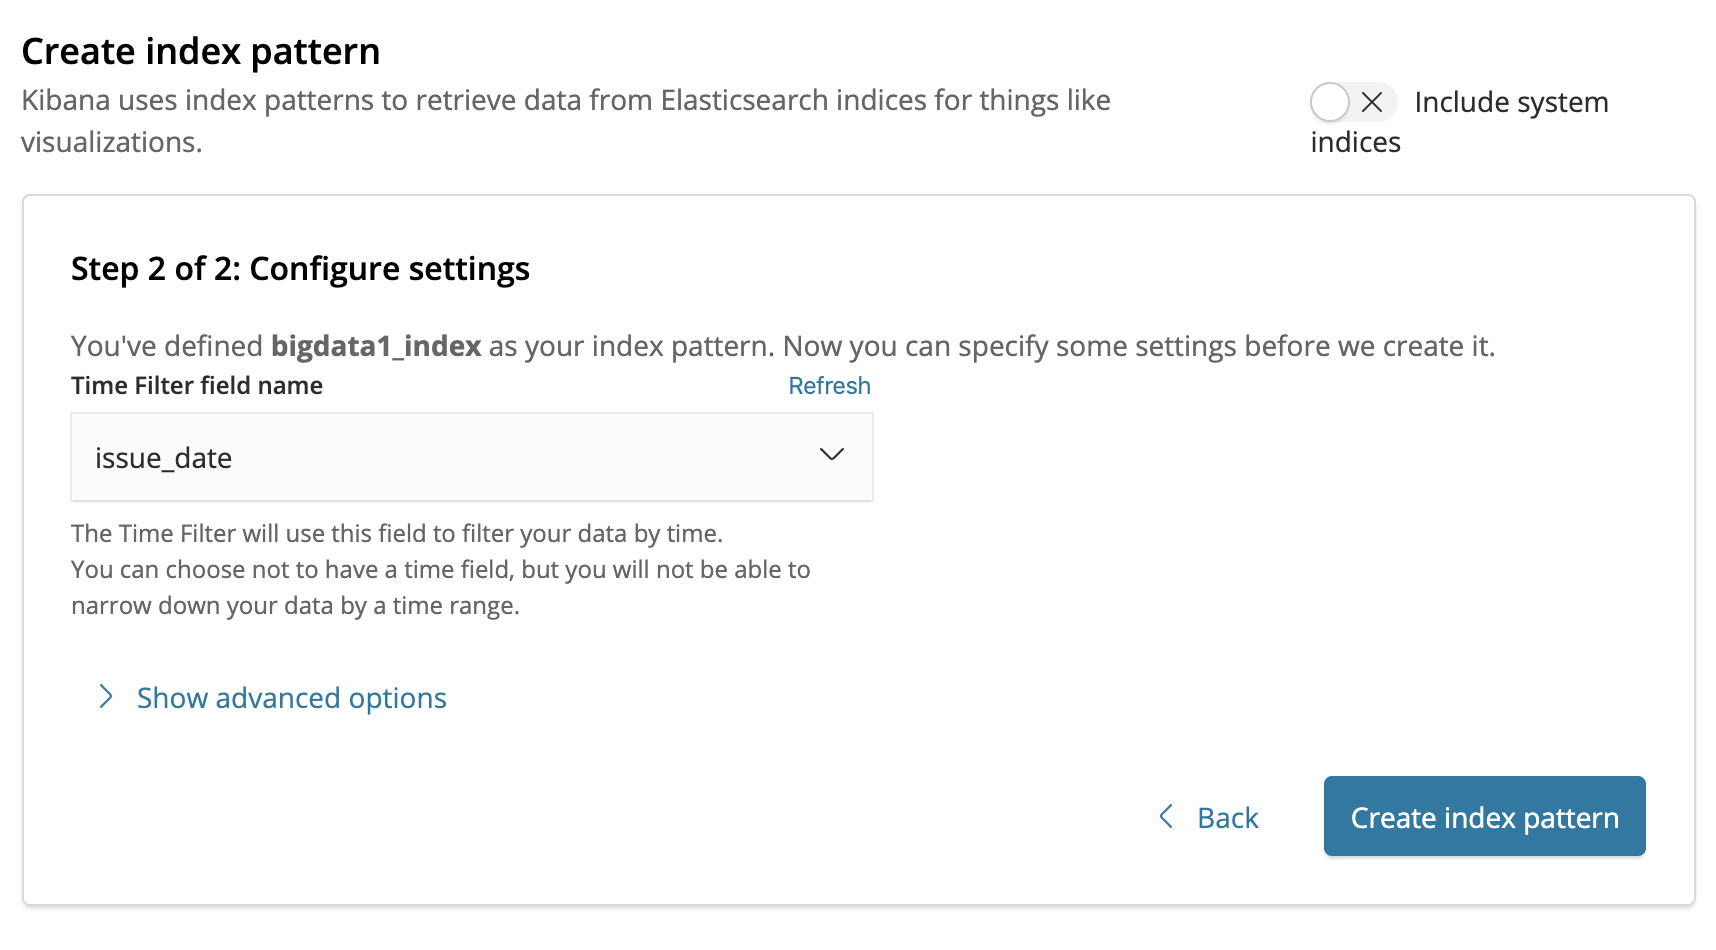 Create index pattern
Kibana uses index patterns to retrieve data from Elasticsearch indices for things like
visualizations.
Include system
indices
Step 2 of 2: Configure settings
You've defined bigdata1_index as your index pattern. Now you can specify some settings before we create it.
Time Filter field name
Refresh
issue_date
The Time Filter will use this field to filter your data by time.
You can choose not to have a time field, but you will not be able to
narrow down your data by a time range.
Show advanced options
Back
Create index pattern